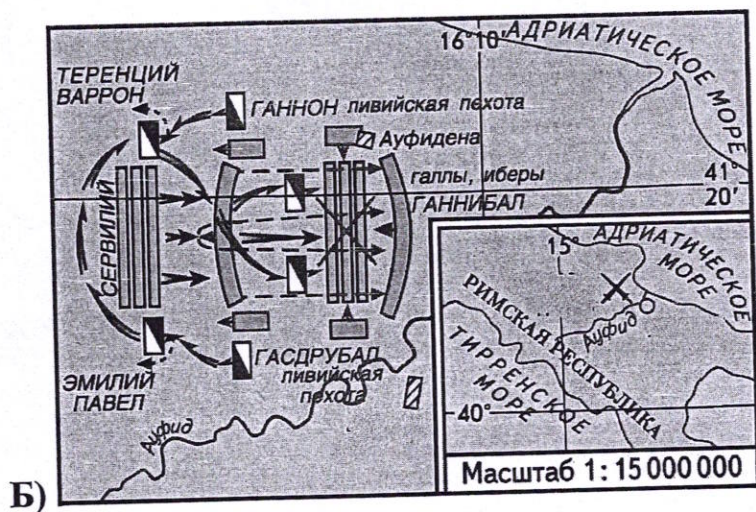 16°10'
АДРИАТИЧЕСКОЕ МОРЕ
ТЕРЕНЦИЙ
ВАРРОН
ГАННОН ливийская пехота
Ауфидена
галлы, иберы
ГАННИБАЛ
41°
20'
СЕРВИЛИЙ
ЭМИЛИЙ
ПАВЕЛ
ГАСДРУБАЛ
ливийская
пехота
Ауфид
15°
АДРИАТИЧЕСКОЕ
МОРЕ
РИМСКАЯ РЕСПУБЛИКА
Ауфид
ТИРРЕНСКОЕ
МОРЕ
40°
Масштаб 1: 15 000 000
Б)